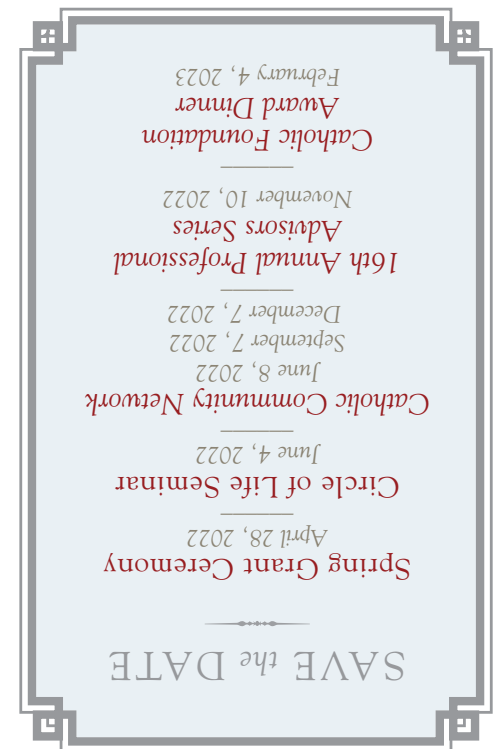 SAVE the DATE
Spring Grant Ceremony
April 28, 2022
Circle of Life Seminar
June 4, 2022
Catholic Community Network
June 8, 2022
September 7, 2022
December 7, 2022
16th Annual Professional
Advisors Series
November 10, 2022
Catholic Foundation
Award Dinner
February 4, 2023